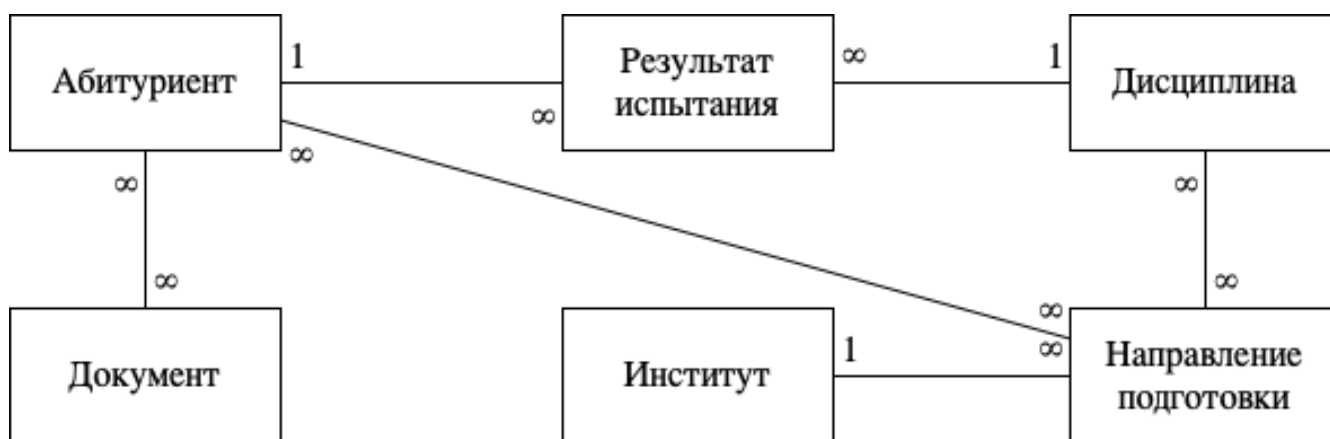 Абитуриент
1
∞
Результат
испытания
∞
1
Дисциплина
∞
∞
∞
∞
∞
∞
Документ
Институт
1
∞
Направление
подготовки